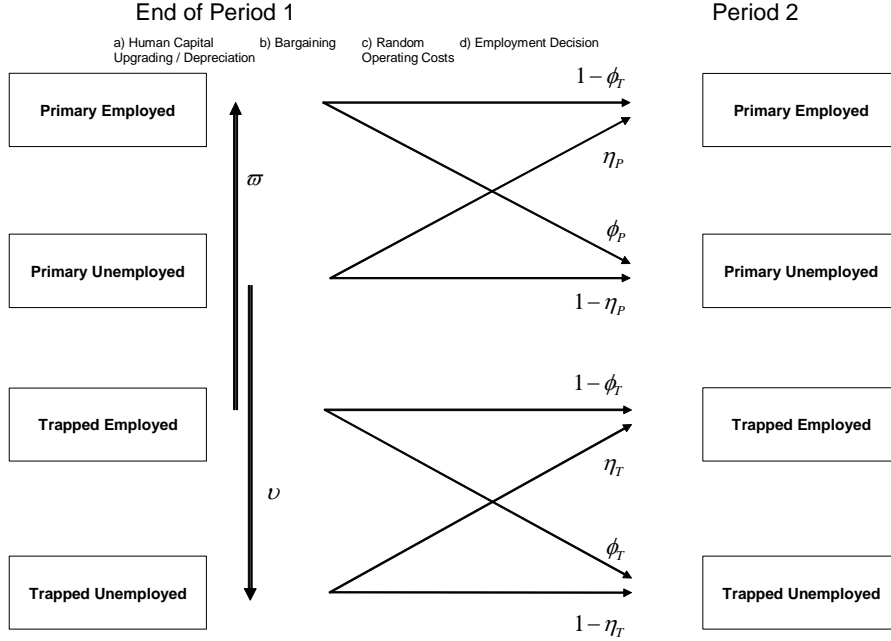 End of Period 1
Period 2
a) Human Capital
Upgrading / Depreciation
b) Bargaining
c) Random
Operating Costs
d) Employment Decision
1 − ϕ_T
Primary Employed
Primary Employed
η_P
ϖ
ϕ_P
Primary Unemployed
Primary Unemployed
1 − η_P
1 − ϕ_T
Trapped Employed
Trapped Employed
η_T
υ
ϕ_T
Trapped Unemployed
Trapped Unemployed
1 − η_T